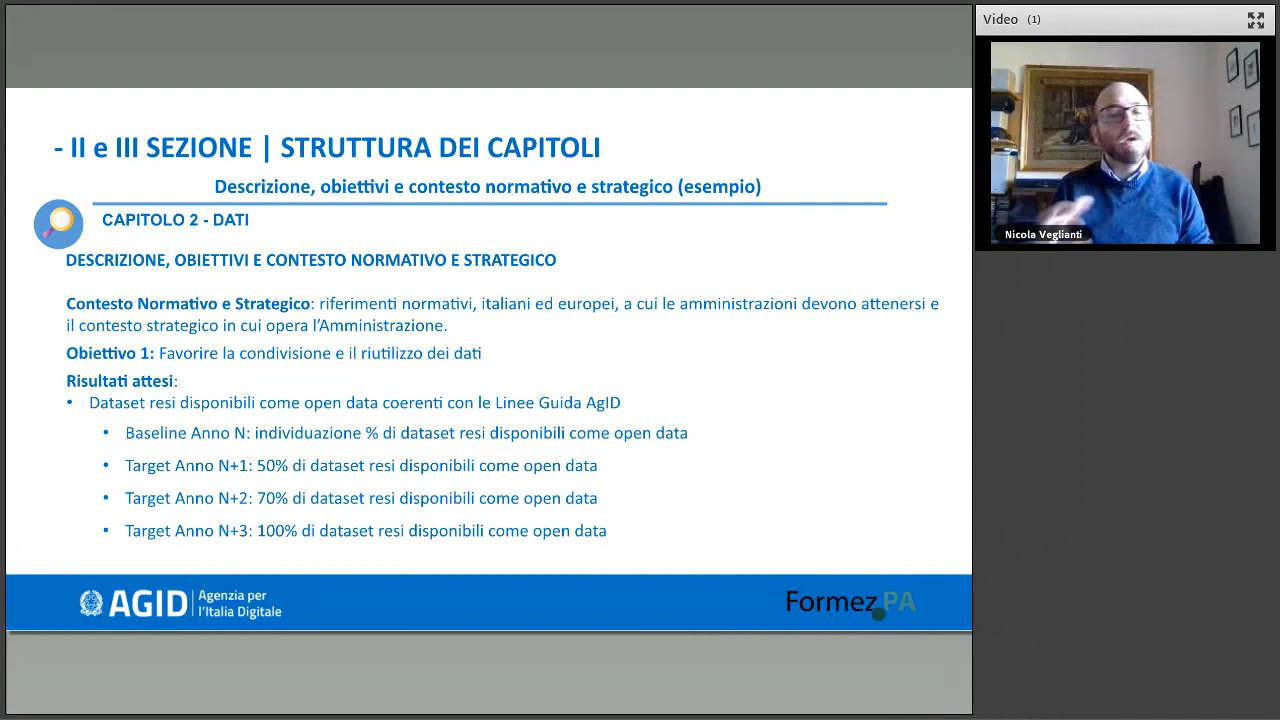 Video (1)
Nicola Veglianti
- II e III SEZIONE | STRUTTURA DEI CAPITOLI
Descrizione, obiettivi e contesto normativo e strategico (esempio)
CAPITOLO 2 - DATI
DESCRIZIONE, OBIETTIVI E CONTESTO NORMATIVO E STRATEGICO
Contesto Normativo e Strategico: riferimenti normativi, italiani ed europei, a cui le amministrazioni devono attenersi e
il contesto strategico in cui opera l’Amministrazione.
Obiettivo 1: Favorire la condivisione e il riutilizzo dei dati
Risultati attesi:
• Dataset resi disponibili come open data coerenti con le Linee Guida AgID
• Baseline Anno N: individuazione % di dataset resi disponibili come open data
• Target Anno N+1: 50% di dataset resi disponibili come open data
• Target Anno N+2: 70% di dataset resi disponibili come open data
• Target Anno N+3: 100% di dataset resi disponibili come open data
AGID
Agenzia per
l’Italia Digitale
Formez PA